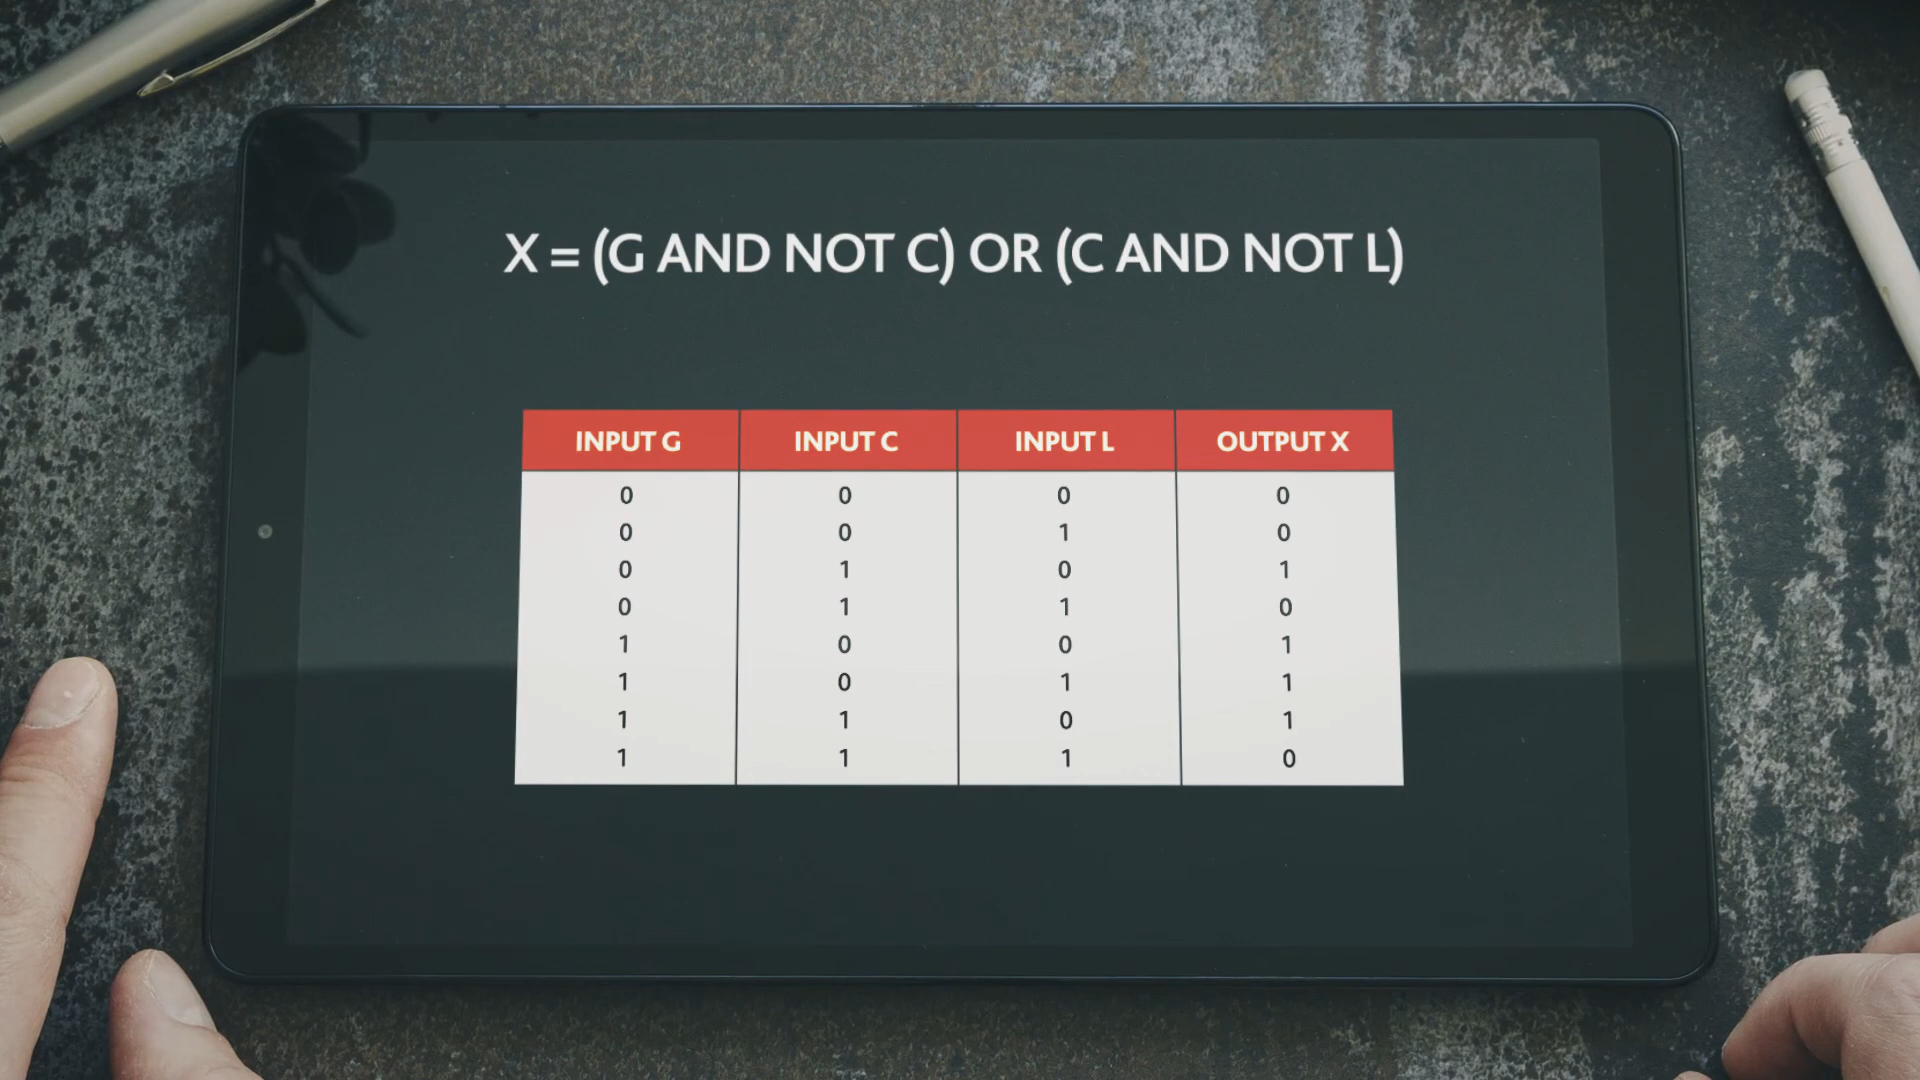 X = (G AND NOT C) OR (C AND NOT L)
INPUT G INPUT C INPUT L OUTPUT X
0 0 0 0
0 0 1 0
0 1 0 1
0 1 1 0
1 0 0 1
1 0 1 1
1 1 0 1
1 1 1 0